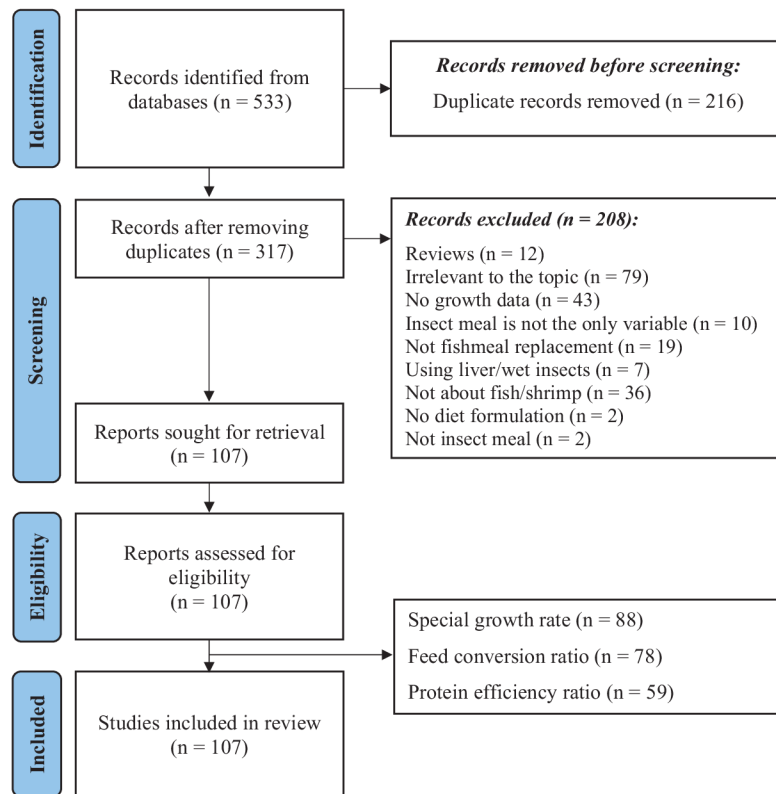 Identification
Records identified from
databases (n = 533)
Records removed before screening:
Duplicate records removed (n = 216)
Screening
Records after removing
duplicates (n = 317)
Records excluded (n = 208):
Reviews (n = 12)
Irrelevant to the topic (n = 79)
No growth data (n = 43)
Insect meal is not the only variable (n = 10)
Not fishmeal replacement (n = 19)
Using liver/wet insects (n = 7)
Not about fish/shrimp (n = 36)
No diet formulation (n = 2)
Not insect meal (n = 2)
Reports sought for retrieval
(n = 107)
Eligibility
Reports assessed for
eligibility
(n = 107)
Special growth rate (n = 88)
Feed conversion ratio (n = 78)
Protein efficiency ratio (n = 59)
Included
Studies included in review
(n = 107)